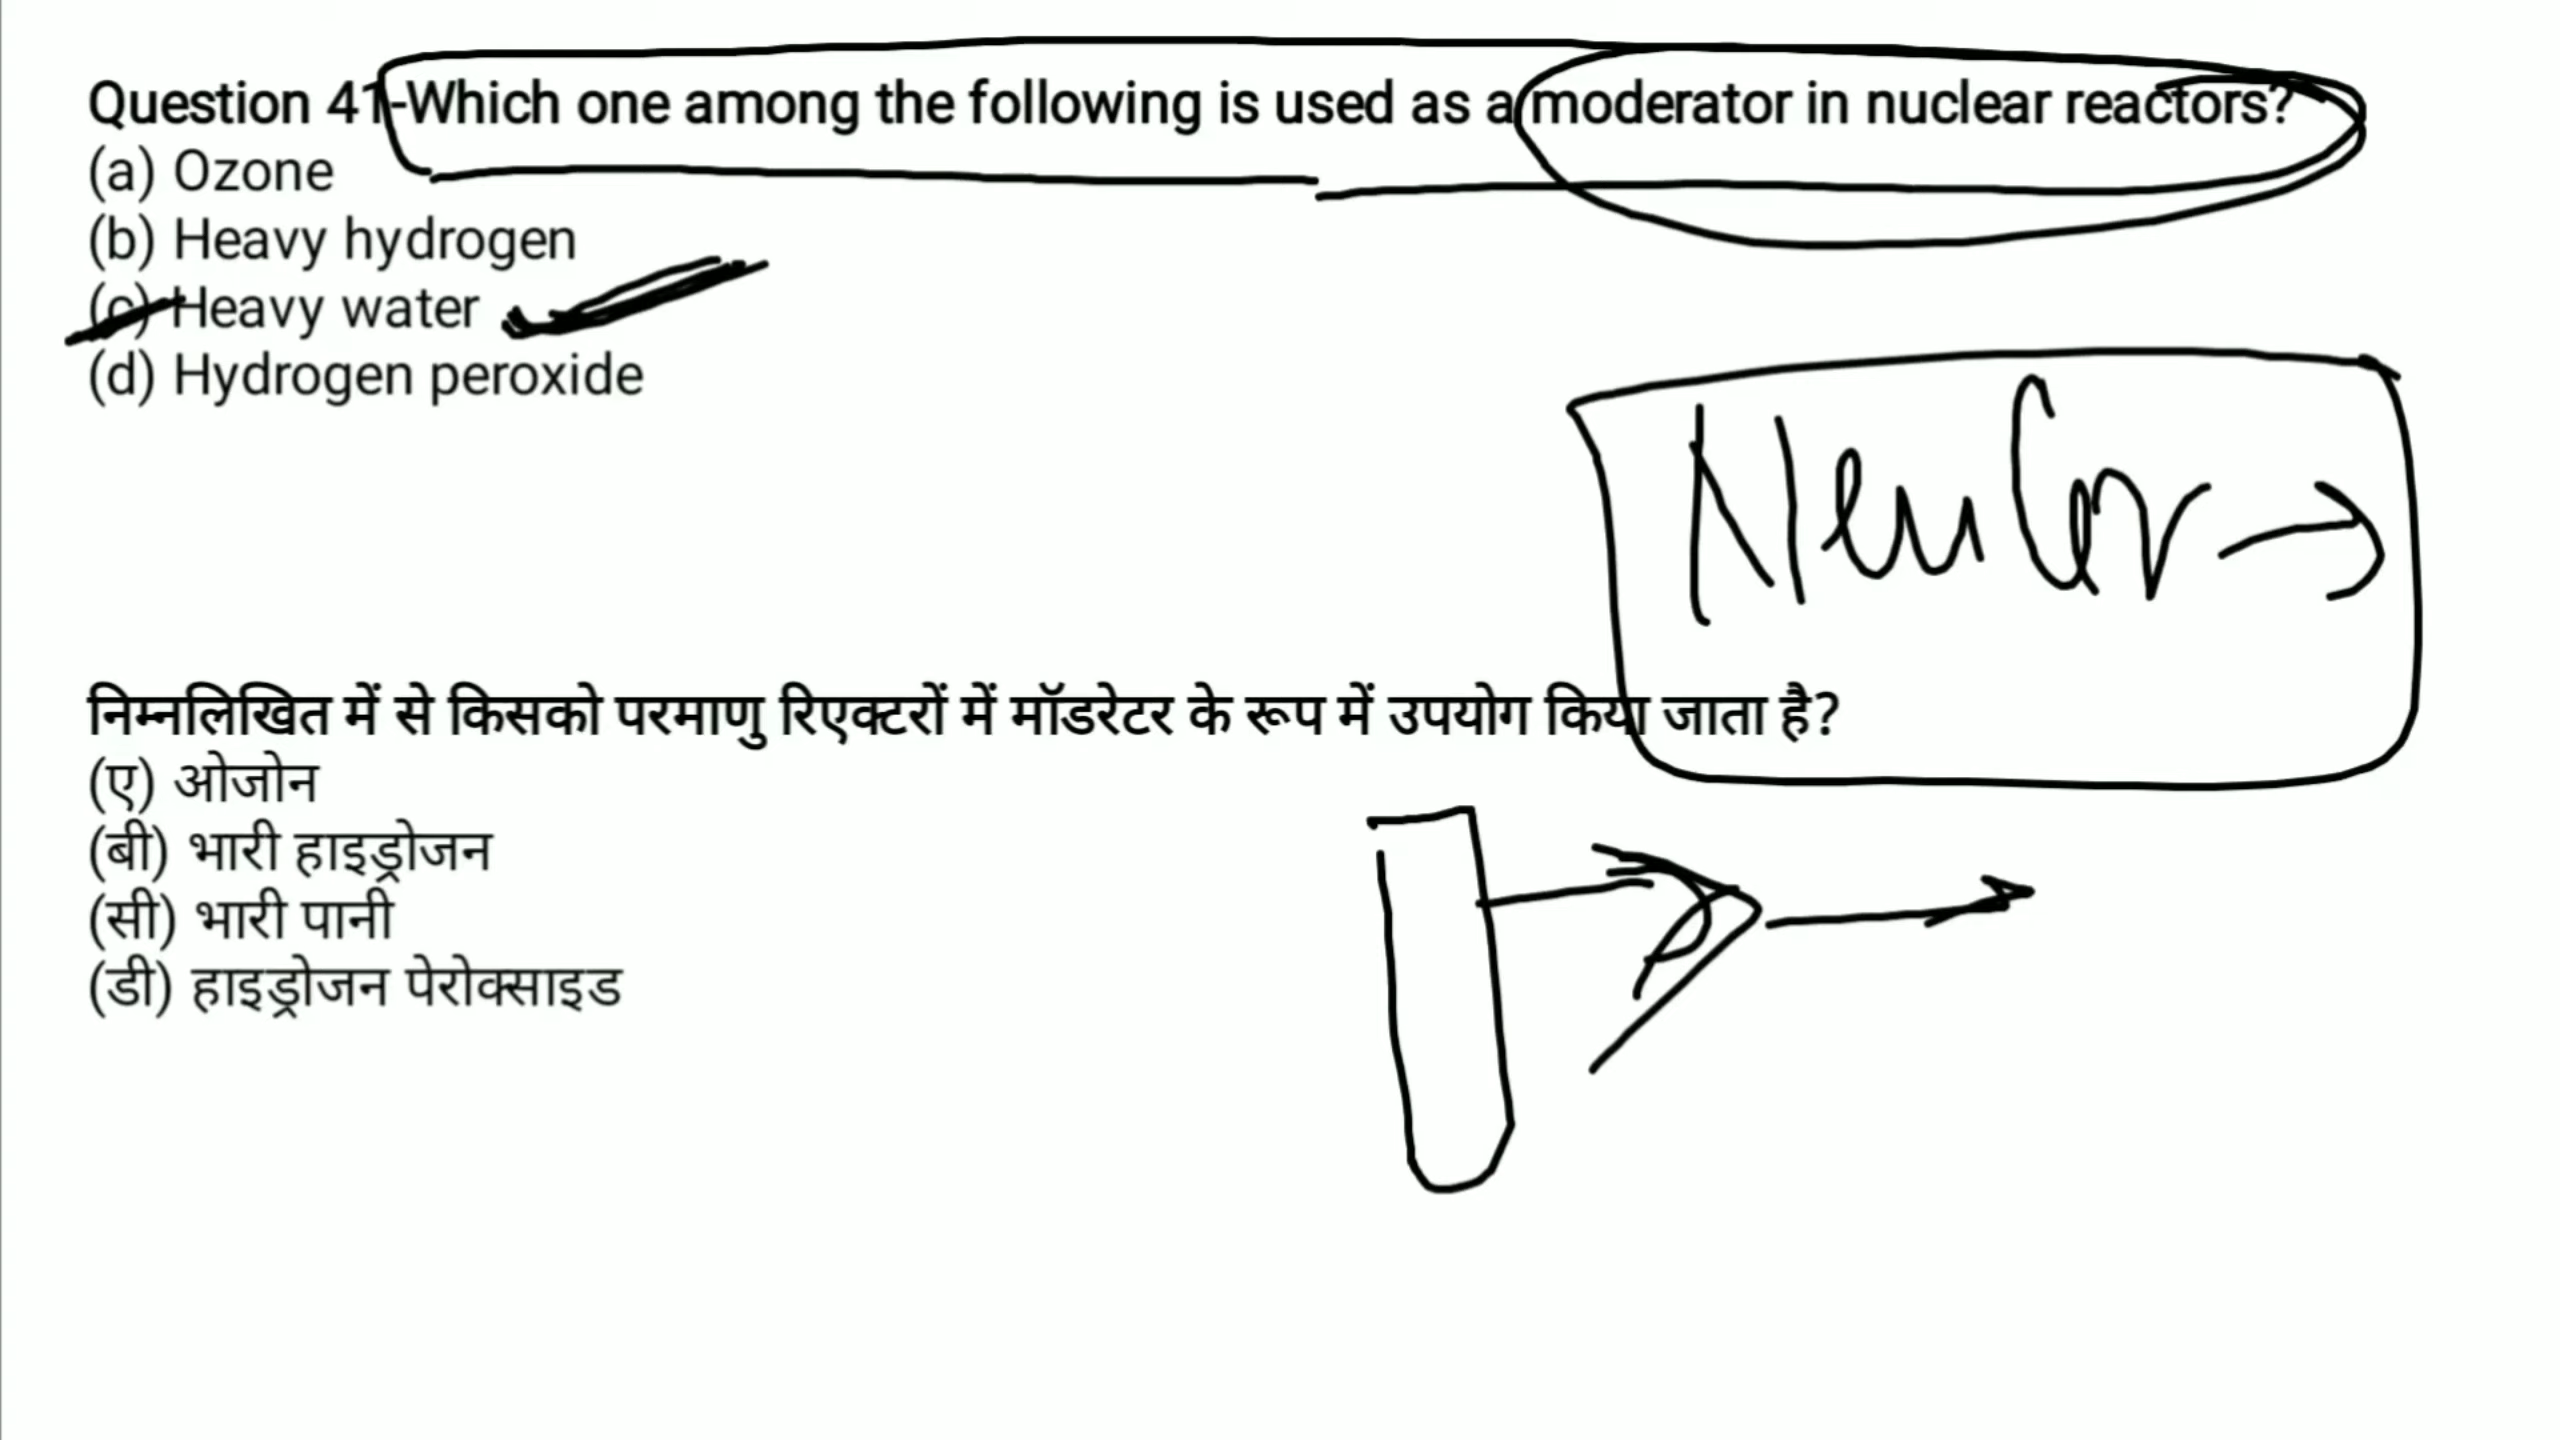 Question 41-Which one among the following is used as a moderator in nuclear reactors?
(a) Ozone
(b) Heavy hydrogen
(c) Heavy water
(d) Hydrogen peroxide
निम्नलिखित में से किसको परमाणु रिएक्टरों में मॉडरेटर के रूप में उपयोग किया जाता है?
(ए) ओजोन
(बी) भारी हाइड्रोजन
(सी) भारी पानी
(डी) हाइड्रोजन पेरोक्साइड